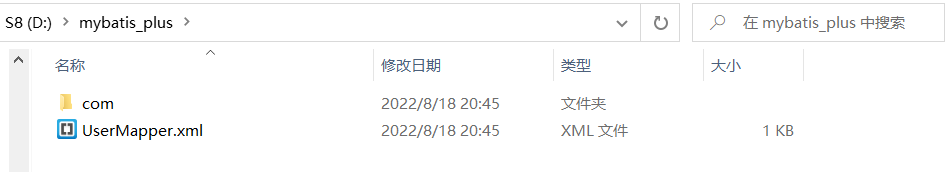 S8 (D:) > mybatis_plus >
在 mybatis_plus 中搜索
名称 修改日期 类型 大小
com 2022/8/18 20:45 文件夹
UserMapper.xml 2022/8/18 20:45 XML 文件 1 KB